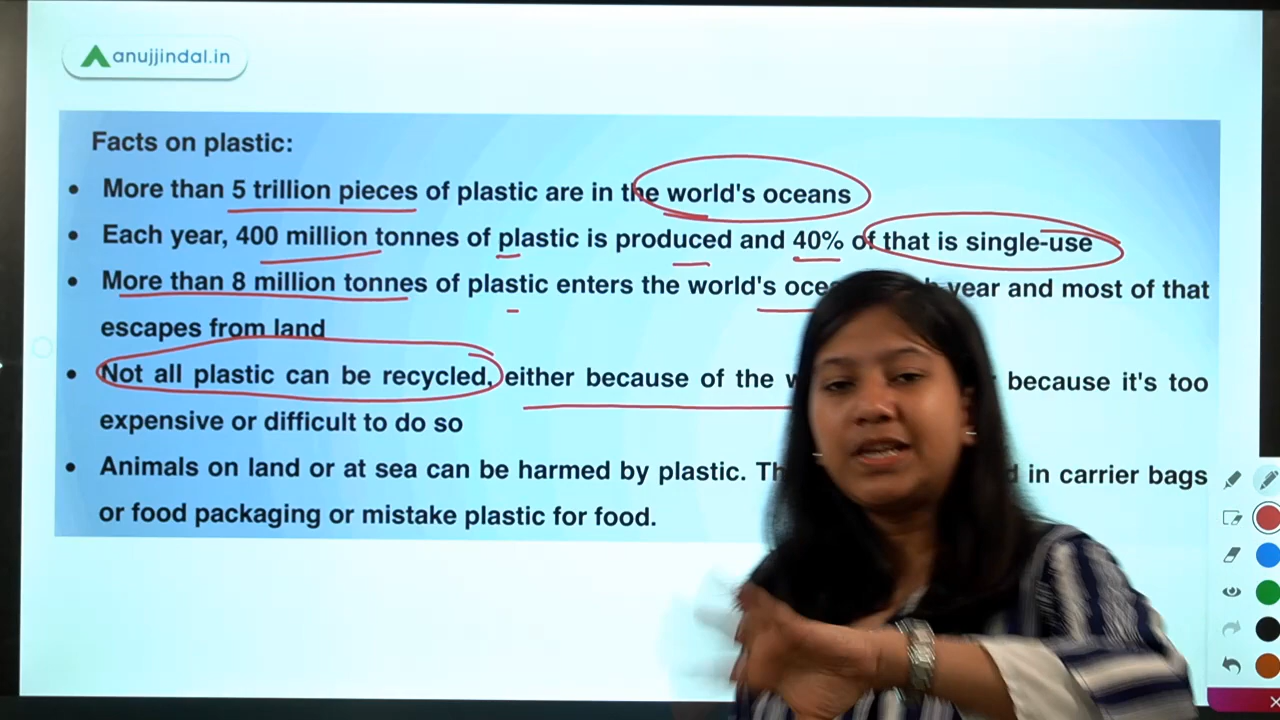 anujjindal.in
Facts on plastic:
• More than 5 trillion pieces of plastic are in the world's oceans
• Each year, 400 million tonnes of plastic is produced and 40% of that is single-use
• More than 8 million tonnes of plastic enters the world's year and most of that
escapes from land
• Not all plastic can be recycled, either because of the because it's too
expensive or difficult to do so
• Animals on land or at sea can be harmed by plastic. in carrier bags
or food packaging or mistake plastic for food.